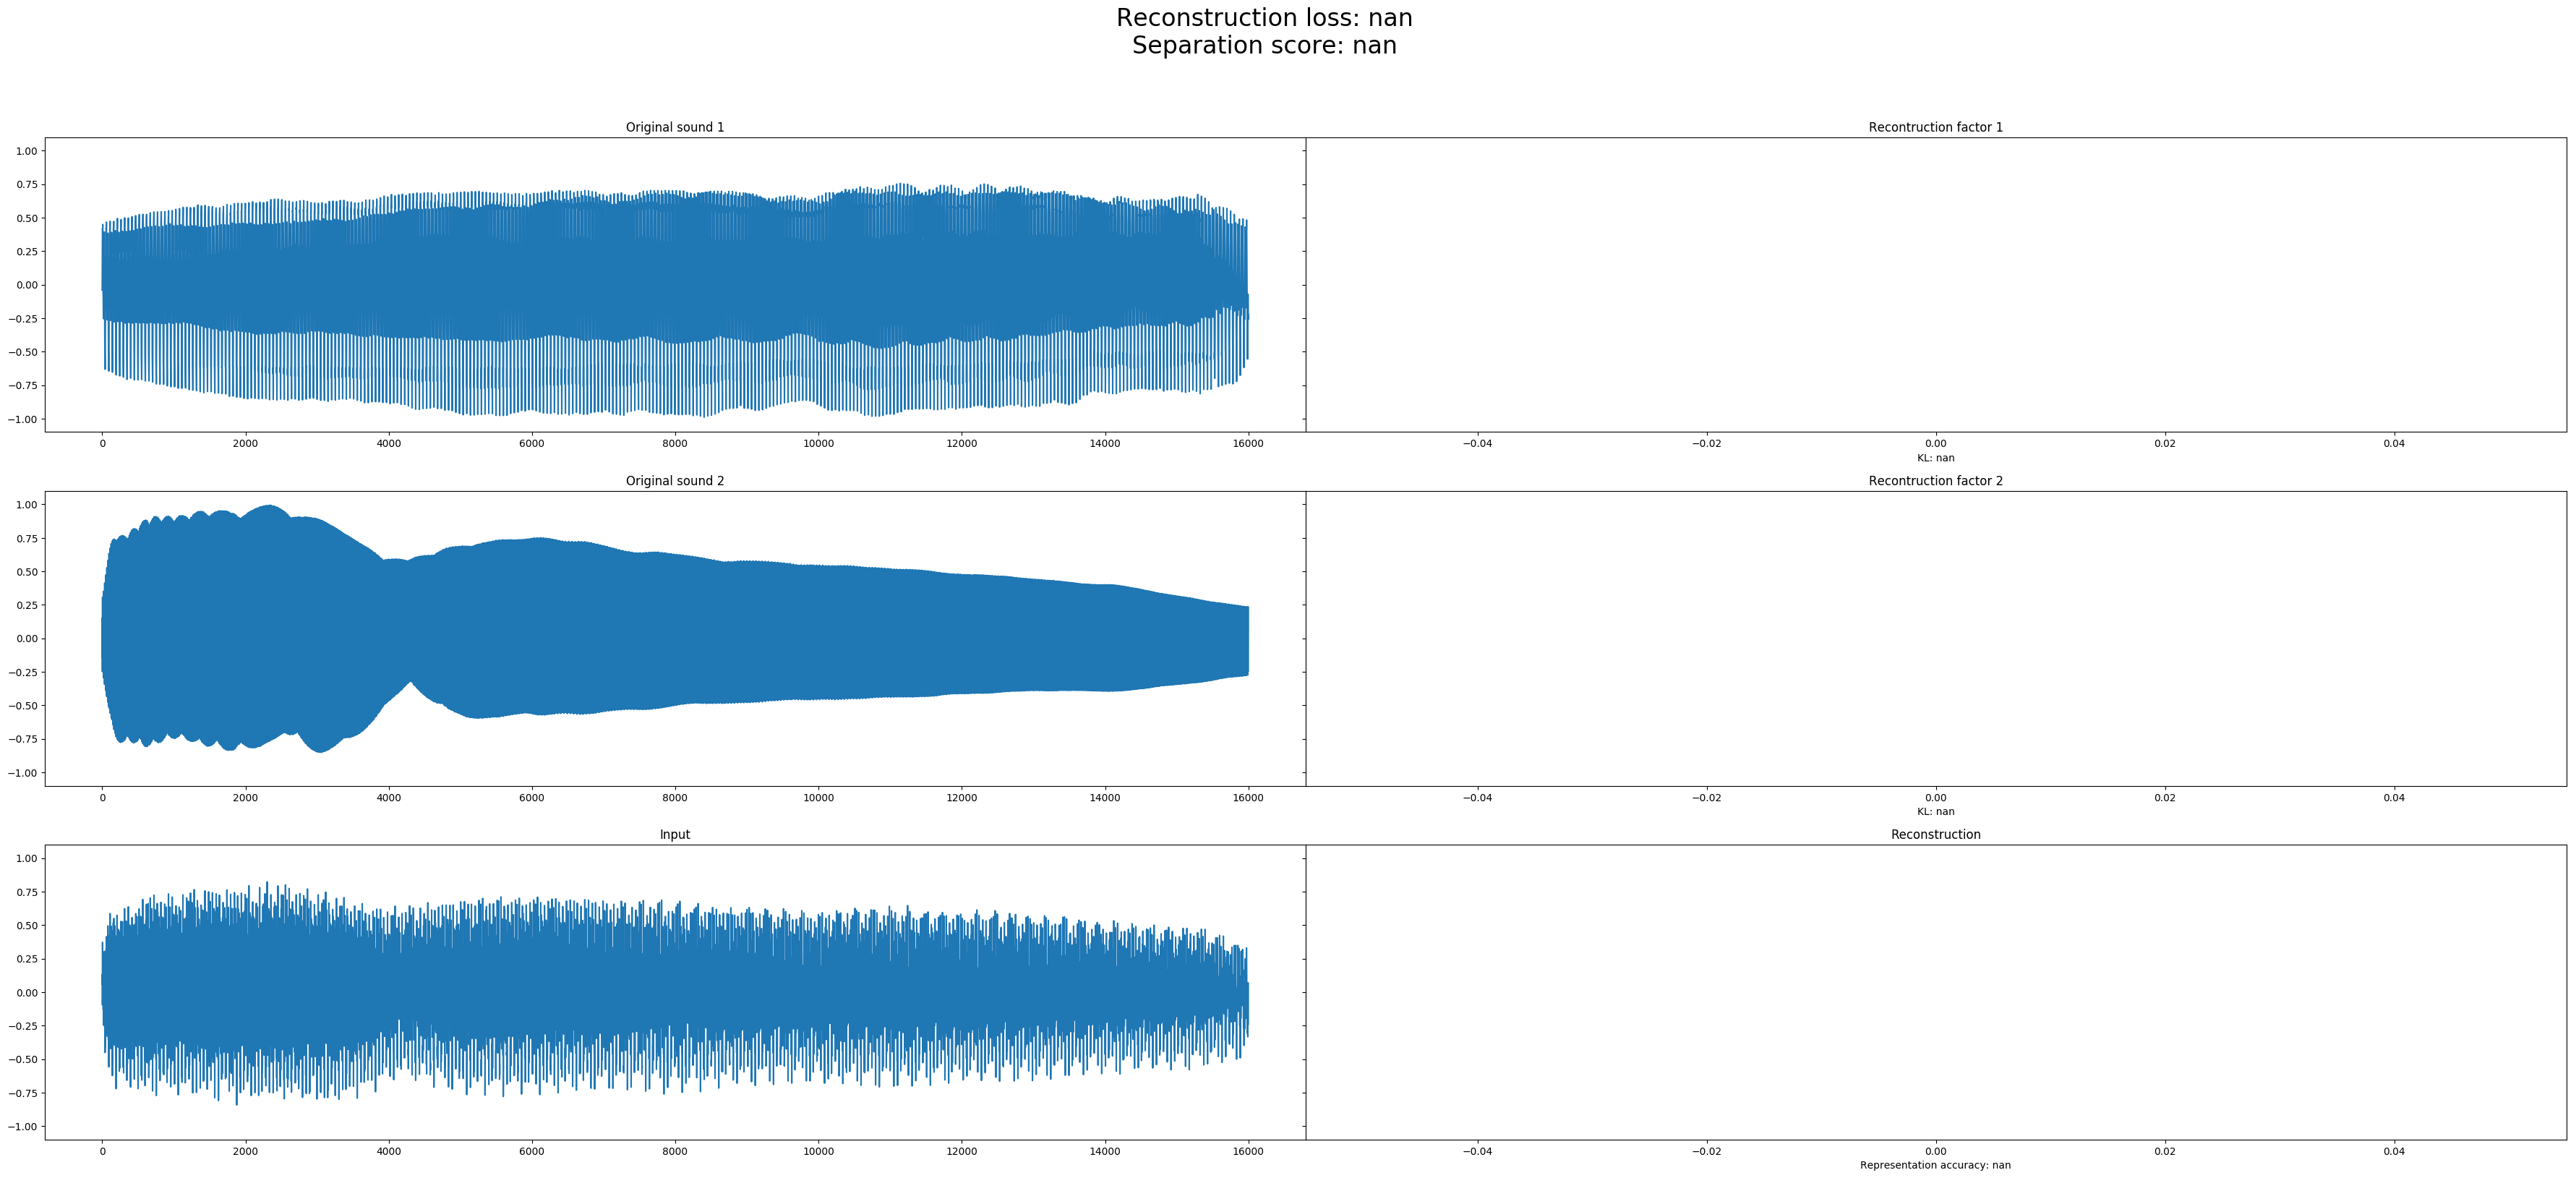 Reconstruction loss: nan
Separation score: nan
Original sound 1
Recontruction factor 1
1.00
0.75
0.50
0.25
0.00
−0.25
−0.50
−0.75
−1.00
0 2000 4000 6000 8000 10000 12000 14000 16000
−0.04 −0.02 0.00 0.02 0.04
KL: nan
Original sound 2
Recontruction factor 2
1.00
0.75
0.50
0.25
0.00
−0.25
−0.50
−0.75
−1.00
0 2000 4000 6000 8000 10000 12000 14000 16000
−0.04 −0.02 0.00 0.02 0.04
KL: nan
Input
Reconstruction
1.00
0.75
0.50
0.25
0.00
−0.25
−0.50
−0.75
−1.00
0 2000 4000 6000 8000 10000 12000 14000 16000
−0.04 −0.02 0.00 0.02 0.04
Representation accuracy: nan